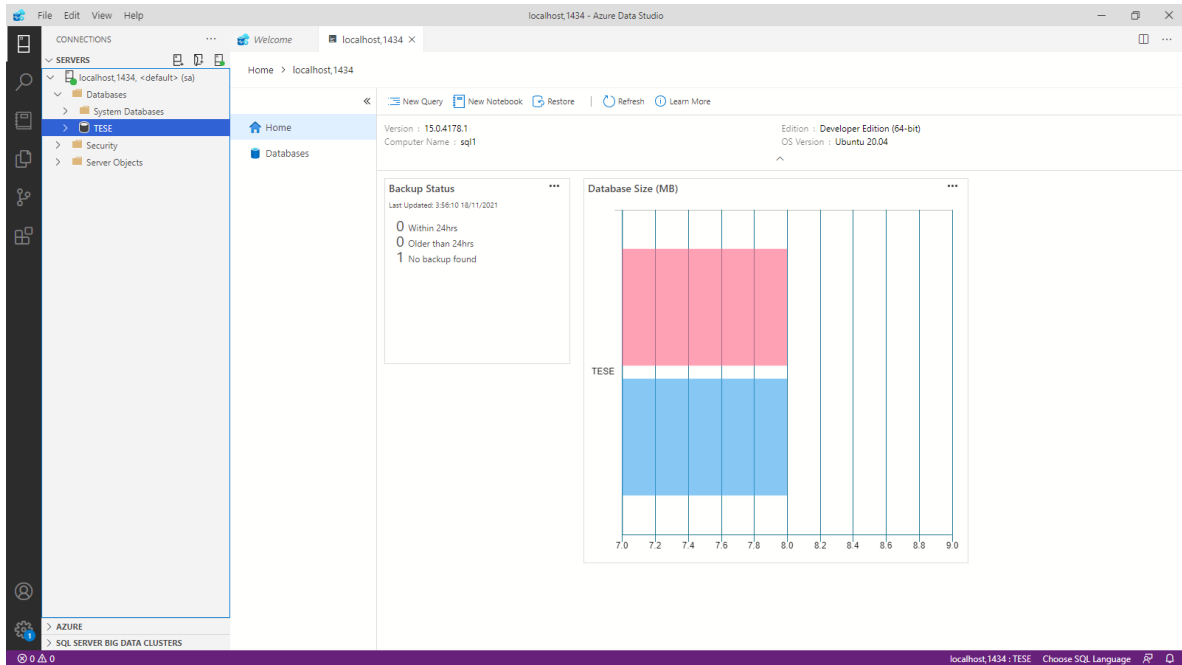 File Edit View Help
localhost,1434 - Azure Data Studio
CONNECTIONS
Welcome
localhost,1434
SERVERS
localhost,1434, <default> (sa)
Databases
System Databases
TESE
Security
Server Objects
Home > localhost,1434
Home
Databases
New Query New Notebook Restore Refresh Learn More
Version : 15.0.4178.1
Computer Name : sql1
Edition : Developer Edition (64-bit)
OS Version : Ubuntu 20.04
Backup Status
Last Updated: 3:56:10 18/11/2021
0 Within 24hrs
0 Older than 24hrs
1 No backup found
Database Size (MB)
TESE
7.0 7.2 7.4 7.6 7.8 8.0 8.2 8.4 8.6 8.8 9.0
1
AZURE
SQL SERVER BIG DATA CLUSTERS
0 0
localhost,1434 : TESE Choose SQL Language